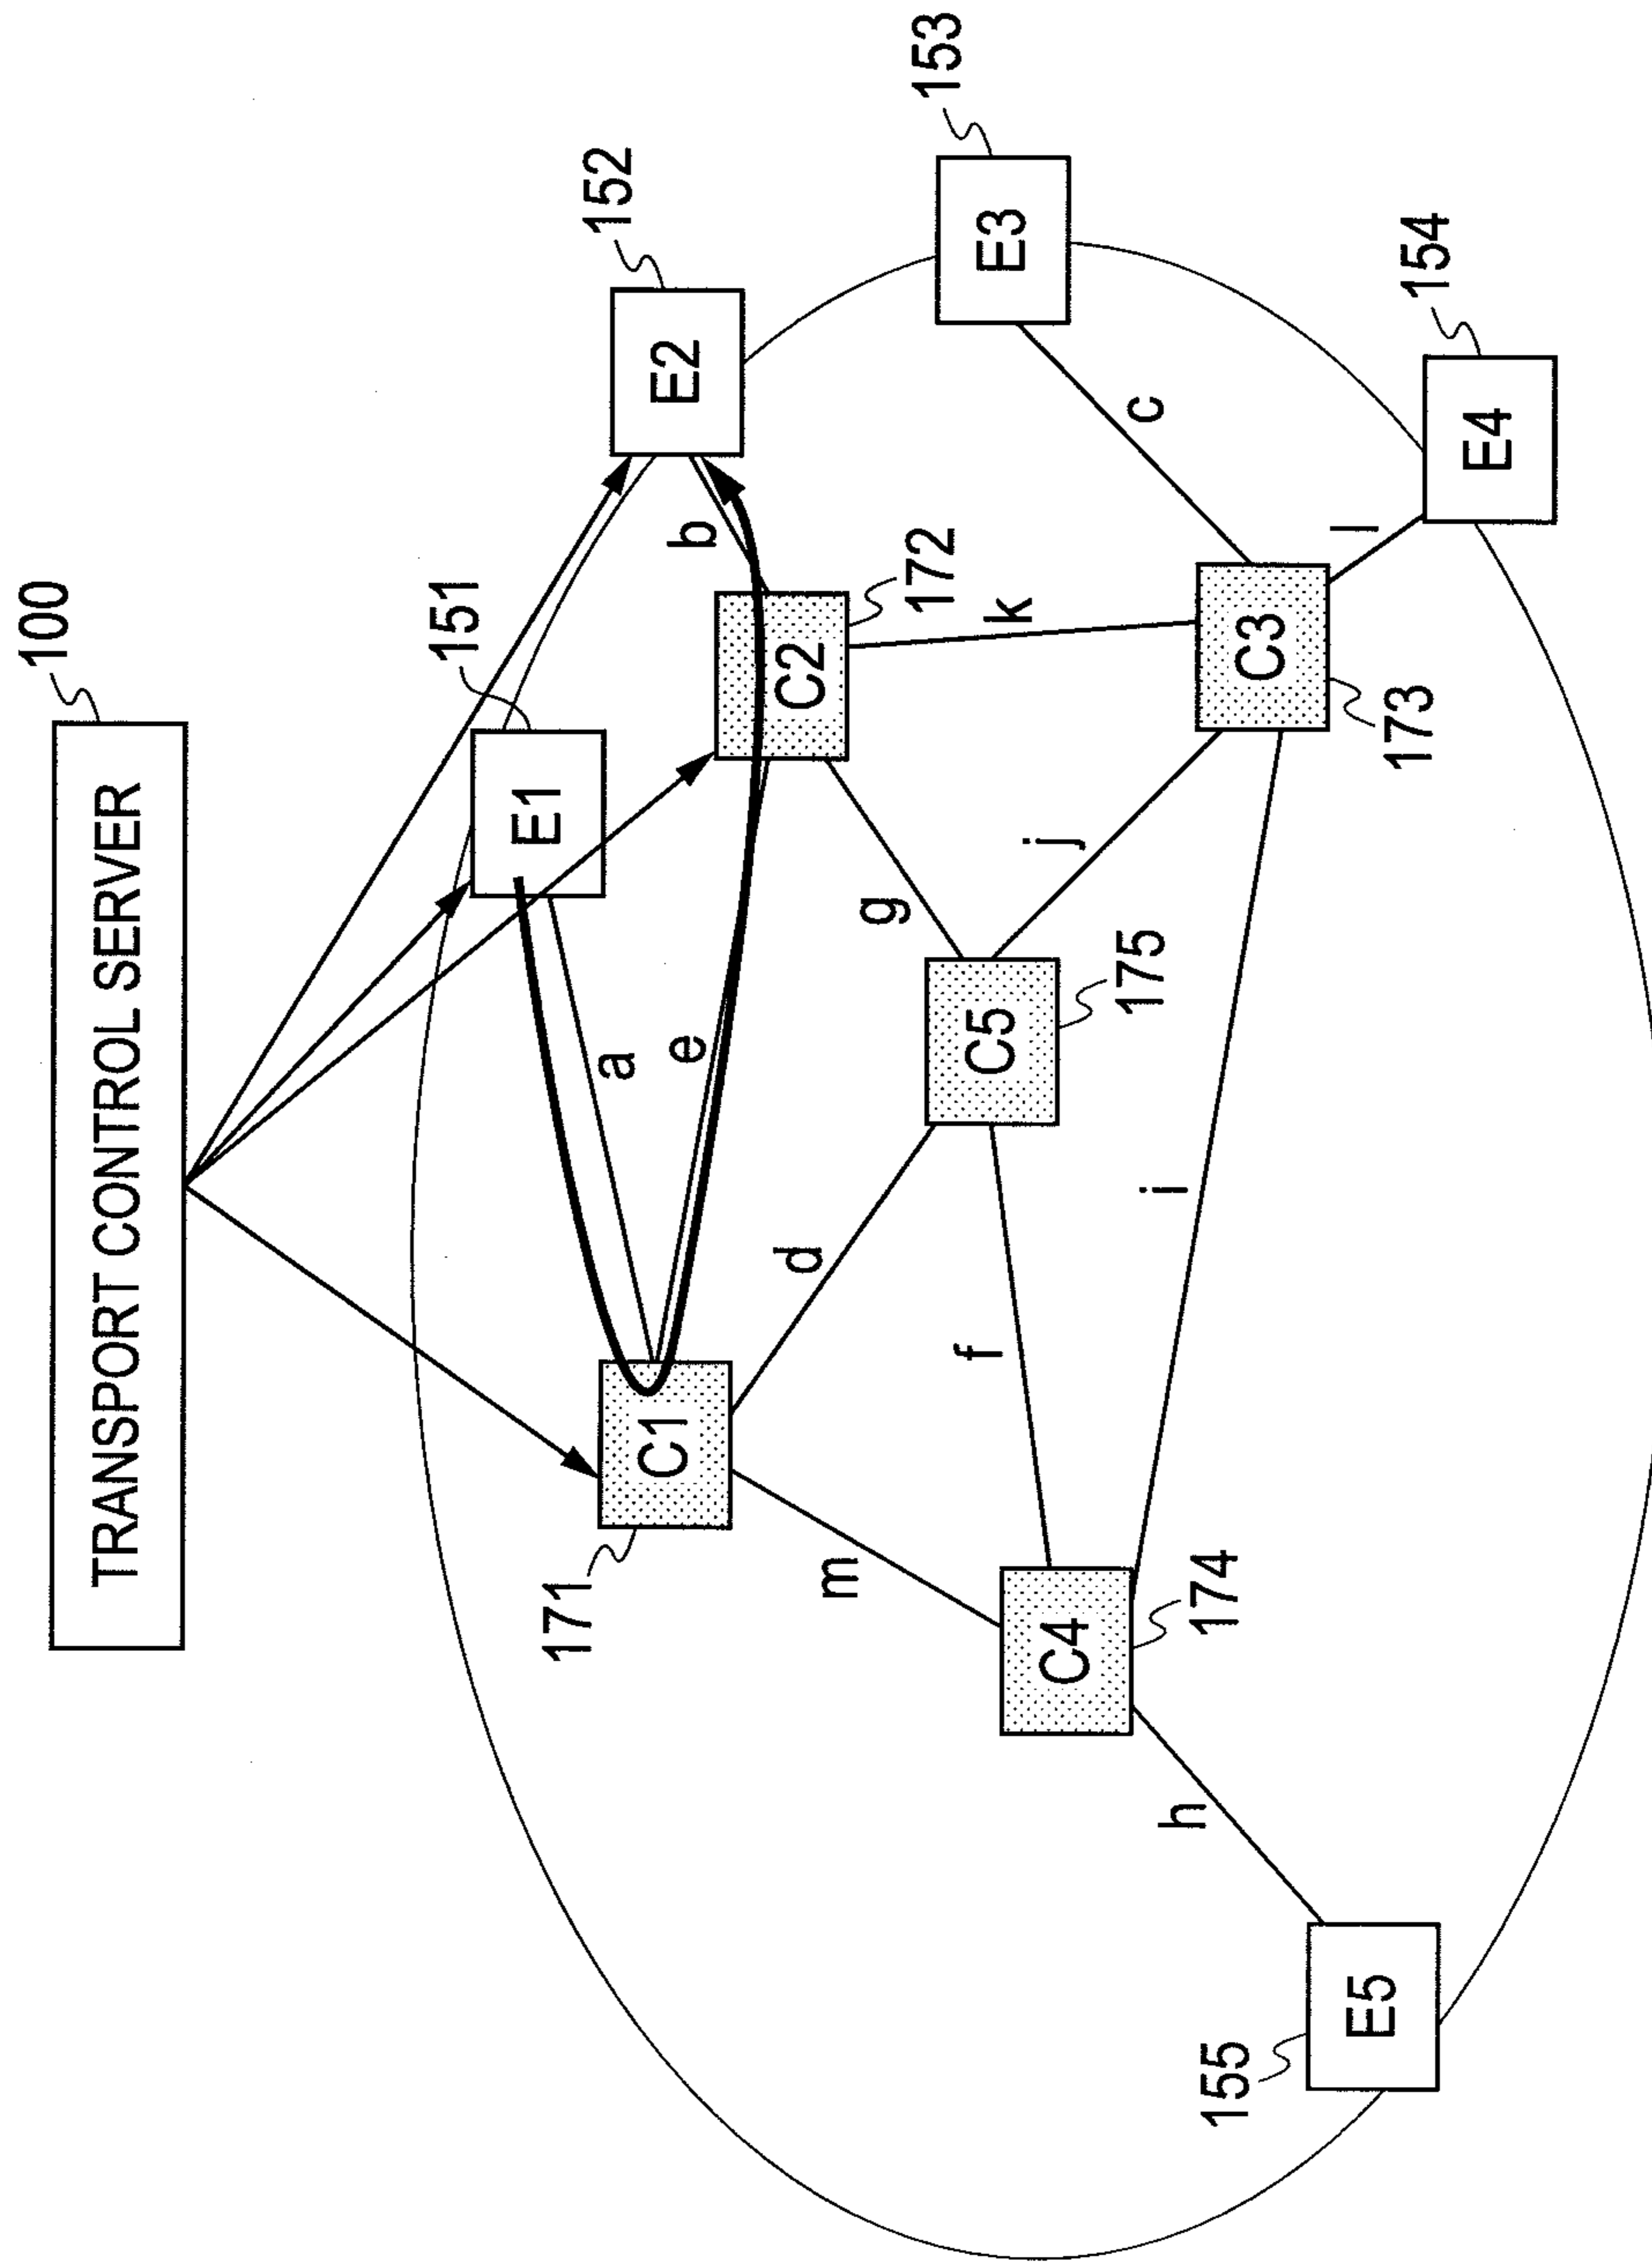 100
TRANSPORT CONTROL SERVER
151
152
153
E1
E2
E3
171
C1
a
e
b
C2
172
c
154
E4
m
d
g
k
l
C5
175
j
C3
173
C4
174
f
i
h
155
E5